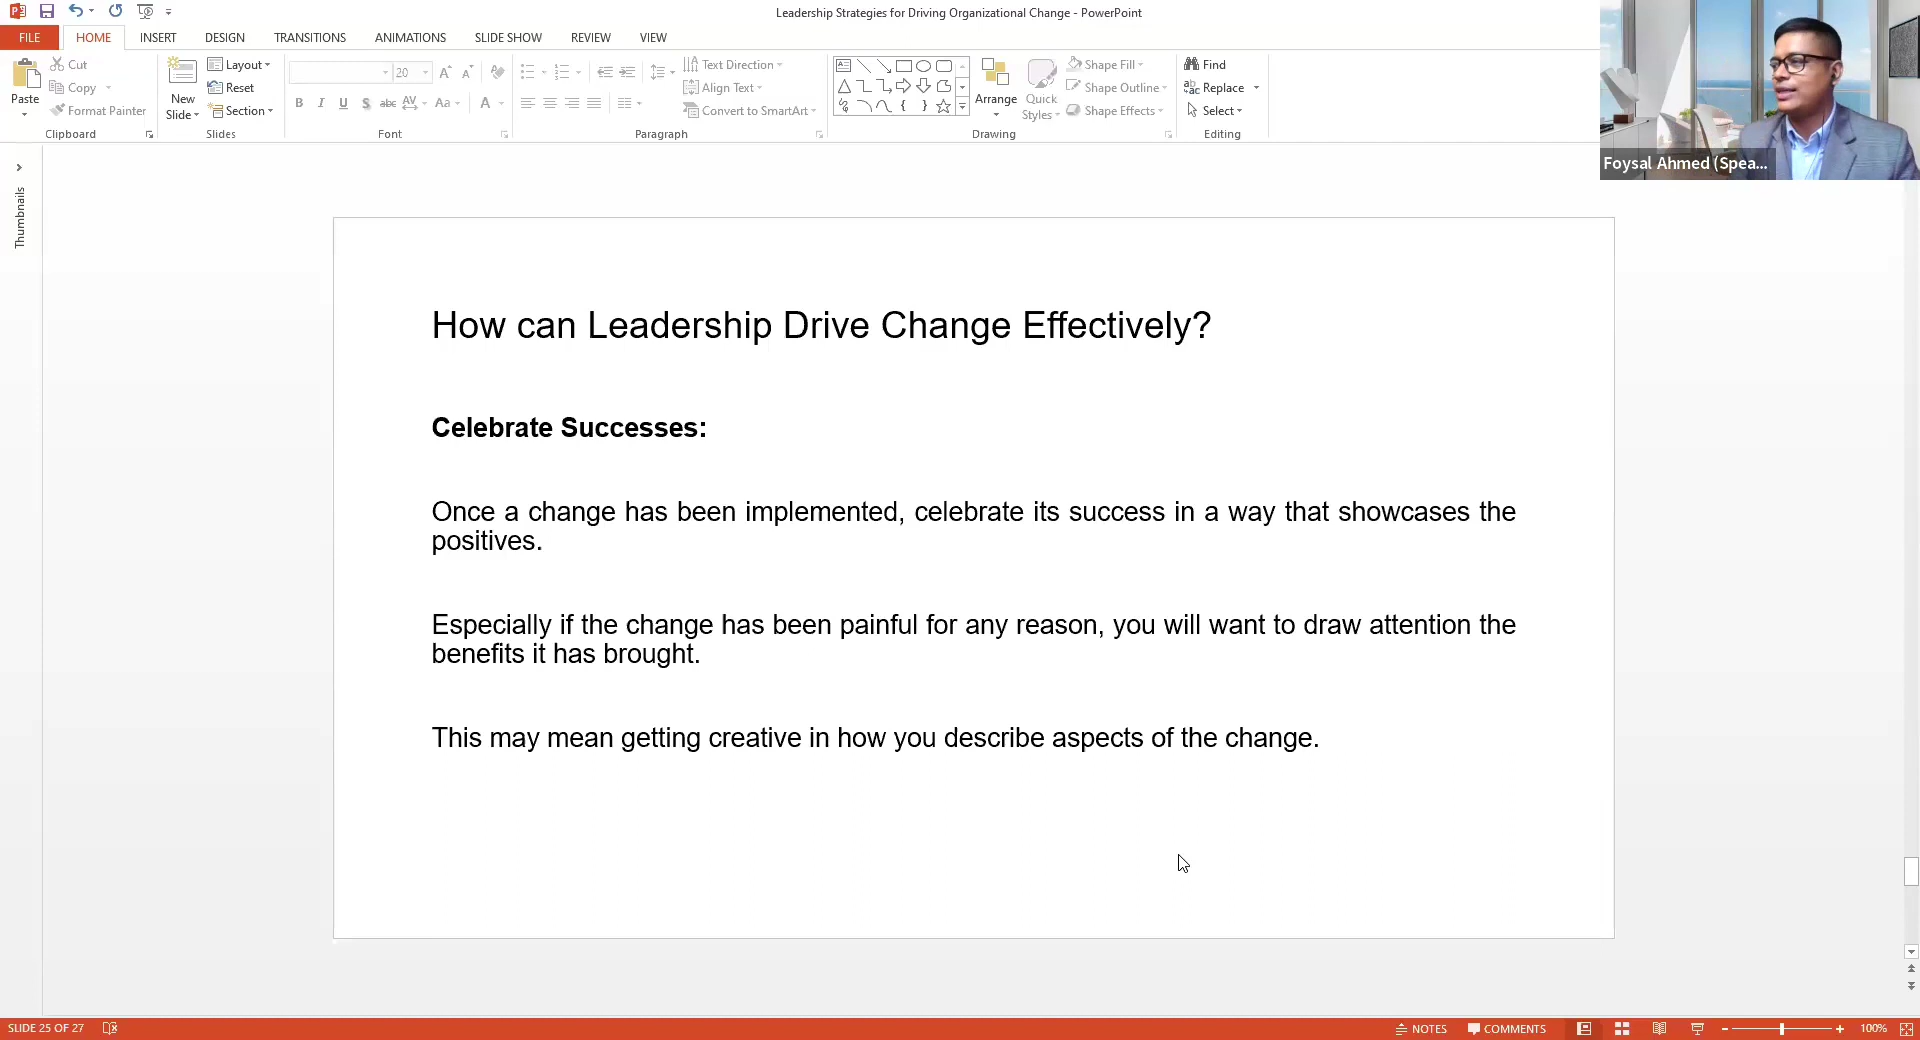 Leadership Strategies for Driving Organizational Change - PowerPoint
FILE HOME INSERT DESIGN TRANSITIONS ANIMATIONS SLIDE SHOW REVIEW VIEW
Paste
Cut
Copy
Format Painter
Clipboard
New
Slide
Layout
Reset
Section
Slides
20
B I U S abc AV Aa A
Font
Text Direction
Align Text
Convert to SmartArt
Paragraph
Arrange
Quick
Styles
Shape Fill
Shape Outline
Shape Effects
Drawing
Find
Replace
Select
Editing
Foysal Ahmed (Spea...
Thumbnails
How can Leadership Drive Change Effectively?
Celebrate Successes:
Once a change has been implemented, celebrate its success in a way that showcases the
positives.
Especially if the change has been painful for any reason, you will want to draw attention the
benefits it has brought.
This may mean getting creative in how you describe aspects of the change.
SLIDE 25 OF 27
NOTES COMMENTS 100%